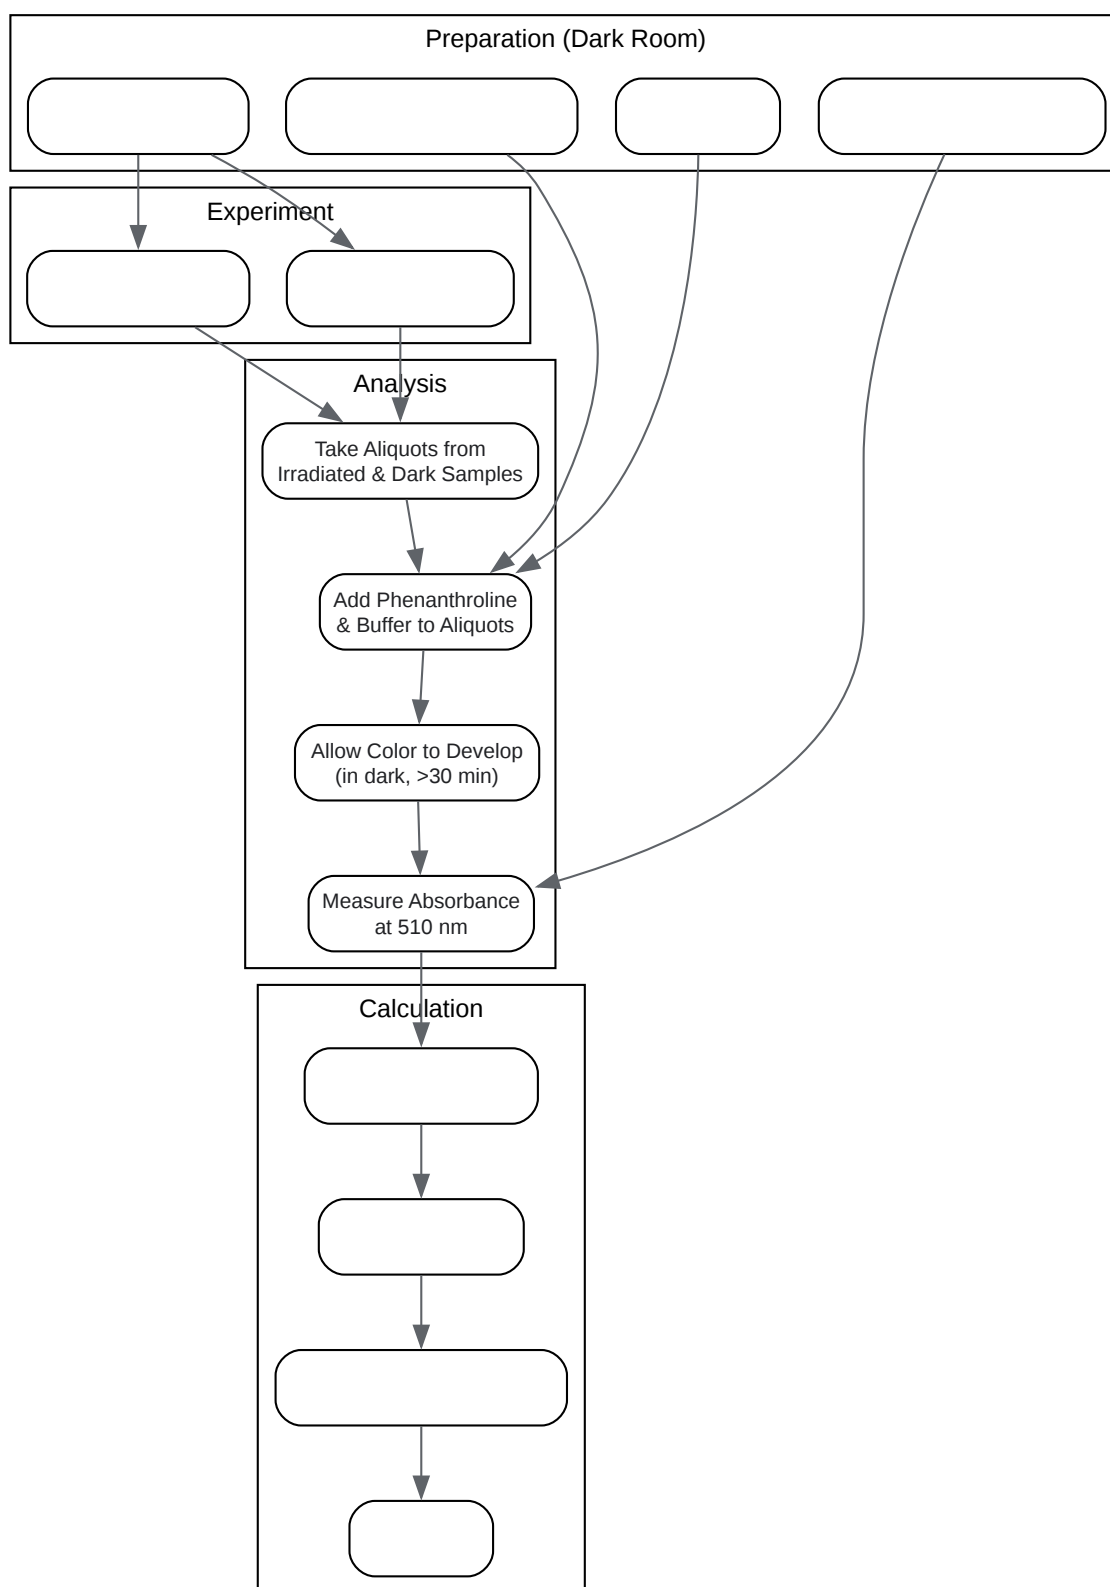 Preparation (Dark Room)
Experiment
Analysis
Take Aliquots from
Irradiated & Dark Samples
Add Phenanthroline
& Buffer to Aliquots
Allow Color to Develop
(in dark, >30 min)
Measure Absorbance
at 510 nm
Calculation